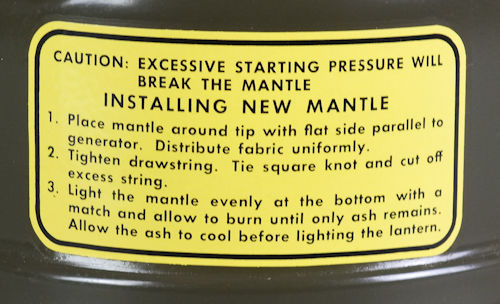 CAUTION: EXCESSIVE STARTING PRESSURE WILL
BREAK THE MANTLE
INSTALLING NEW MANTLE
1. Place mantle around tip with flat side parallel to
generator. Distribute fabric uniformly.
2. Tighten drawstring. Tie square knot and cut off
excess string.
3. Light the mantle evenly at the bottom with a
match and allow to burn until only ash remains.
Allow the ash to cool before lighting the lantern.